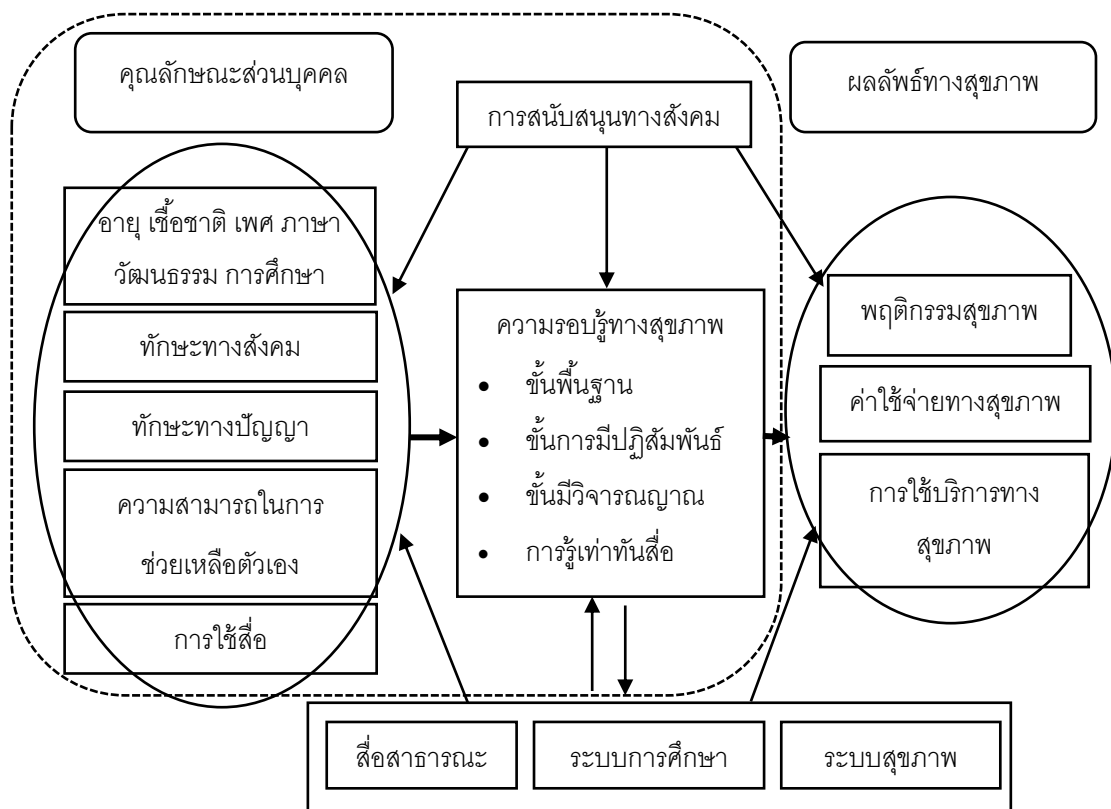 คุณลักษณะส่วนบุคคล
การสนับสนุนทางสังคม
ผลลัพธ์ทางสุขภาพ
อายุ เชื้อชาติ เพศ ภาษา
วัฒนธรรม การศึกษา
ทักษะทางสังคม
ทักษะทางปัญญา
ความสามารถในการ
ช่วยเหลือตัวเอง
การใช้สื่อ
ความรอบรู้ทางสุขภาพ
• ขั้นพื้นฐาน
• ขั้นการมีปฏิสัมพันธ์
• ขั้นมีวิจารณญาณ
• การรู้เท่าทันสื่อ
พฤติกรรมสุขภาพ
ค่าใช้จ่ายทางสุขภาพ
การใช้บริการทาง
สุขภาพ
สื่อสาธารณะ
ระบบการศึกษา
ระบบสุขภาพ